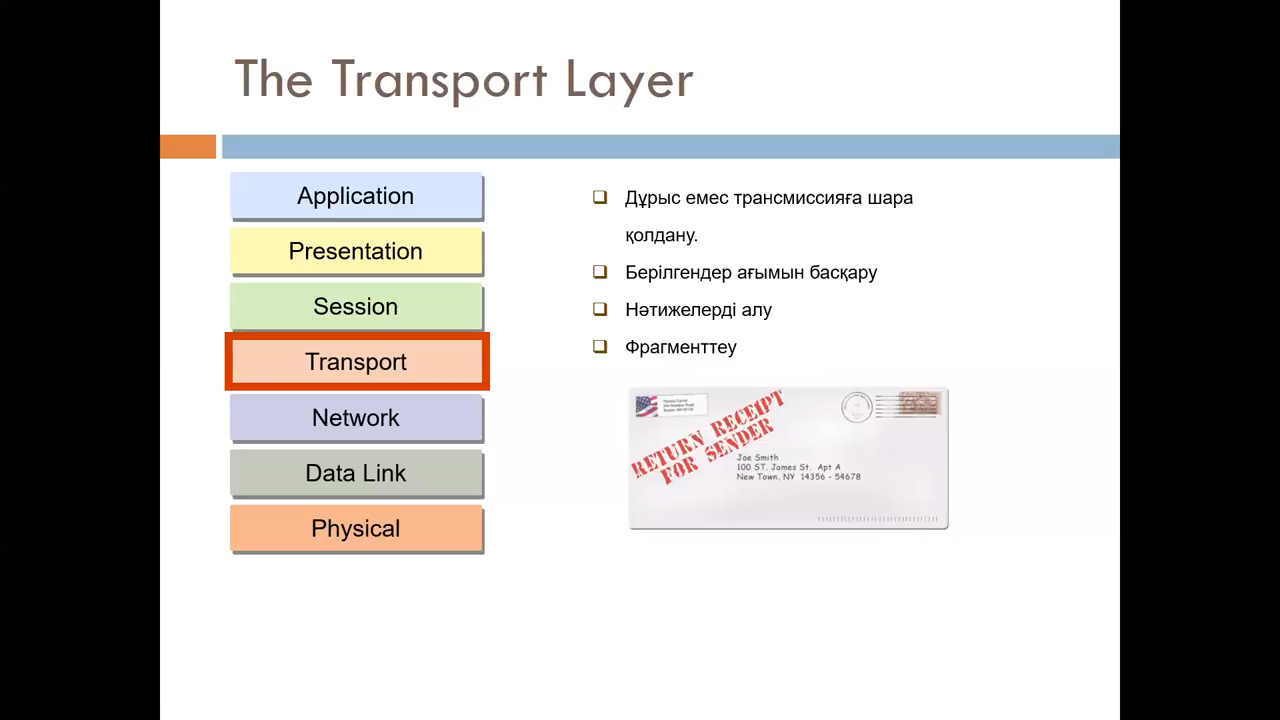 The Transport Layer
Application
Presentation
Session
Transport
Network
Data Link
Physical
Дұрыс емес трансмиссияға шара
қолдану.
Берілгендер ағымын басқару
Нәтижелерді алу
Фрагменттеу
RETURN RECEIPT
FOR SENDER
Joe Smith
100 ST. James St. Apt A
New Town, NY 14356 - 54678